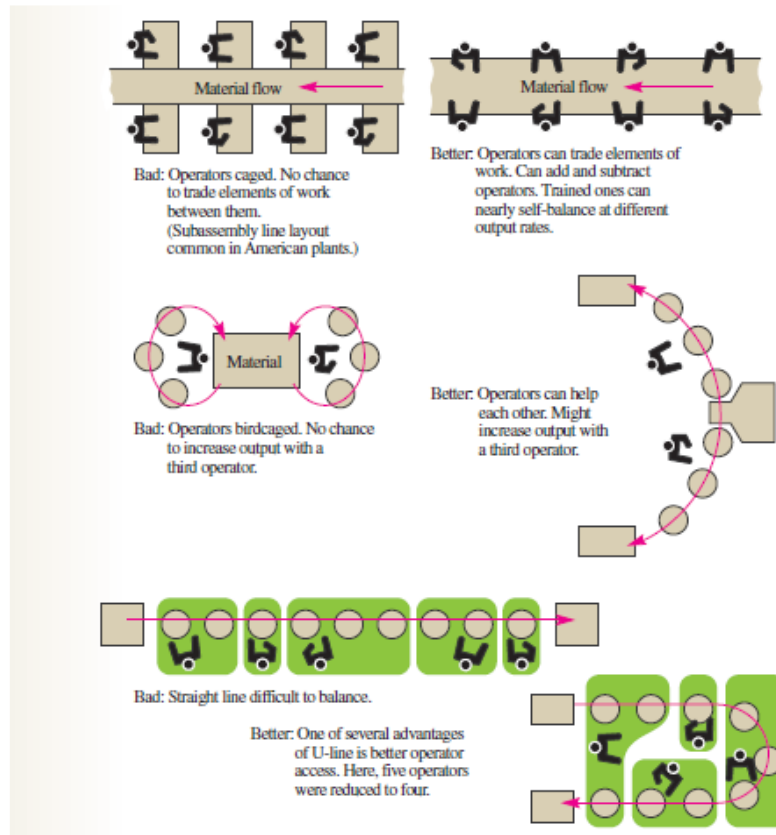 Material flow
Material flow
Bad: Operators caged. No chance
to trade elements of work
between them.
(Subassembly line layout
common in American plants.)
Better: Operators can trade elements of
work. Can add and subtract
operators. Trained ones can
nearly self-balance at different
output rates.
Material
Bad: Operators birdcaged. No chance
to increase output with a
third operator.
Better: Operators can help
each other. Might
increase output with
a third operator.
Bad: Straight line difficult to balance.
Better: One of several advantages
of U-line is better operator
access. Here, five operators
were reduced to four.